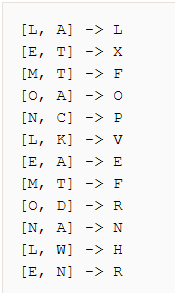 [L, A] -> L
[E, T] -> X
[M, T] -> F
[O, A] -> O
[N, C] -> P
[L, K] -> V
[E, A] -> E
[M, T] -> F
[O, D] -> R
[N, A] -> N
[L, W] -> H
[E, N] -> R